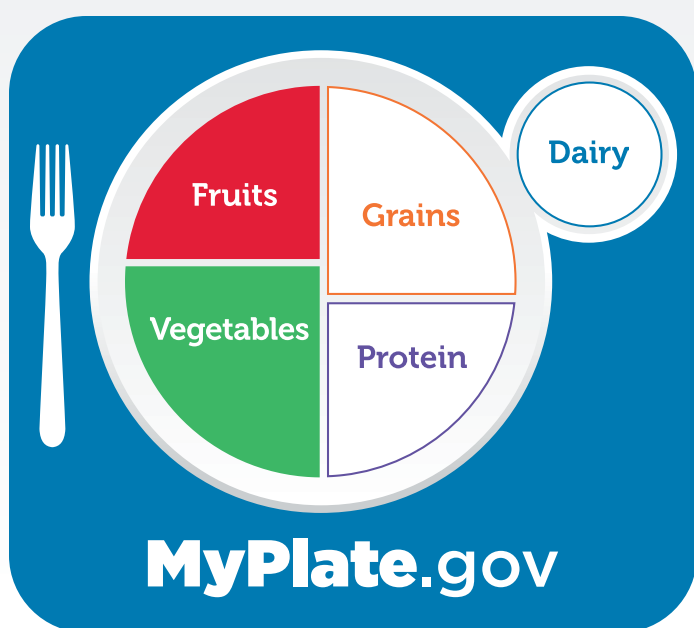 Fruits
Grains
Dairy
Vegetables
Protein
MyPlate.gov